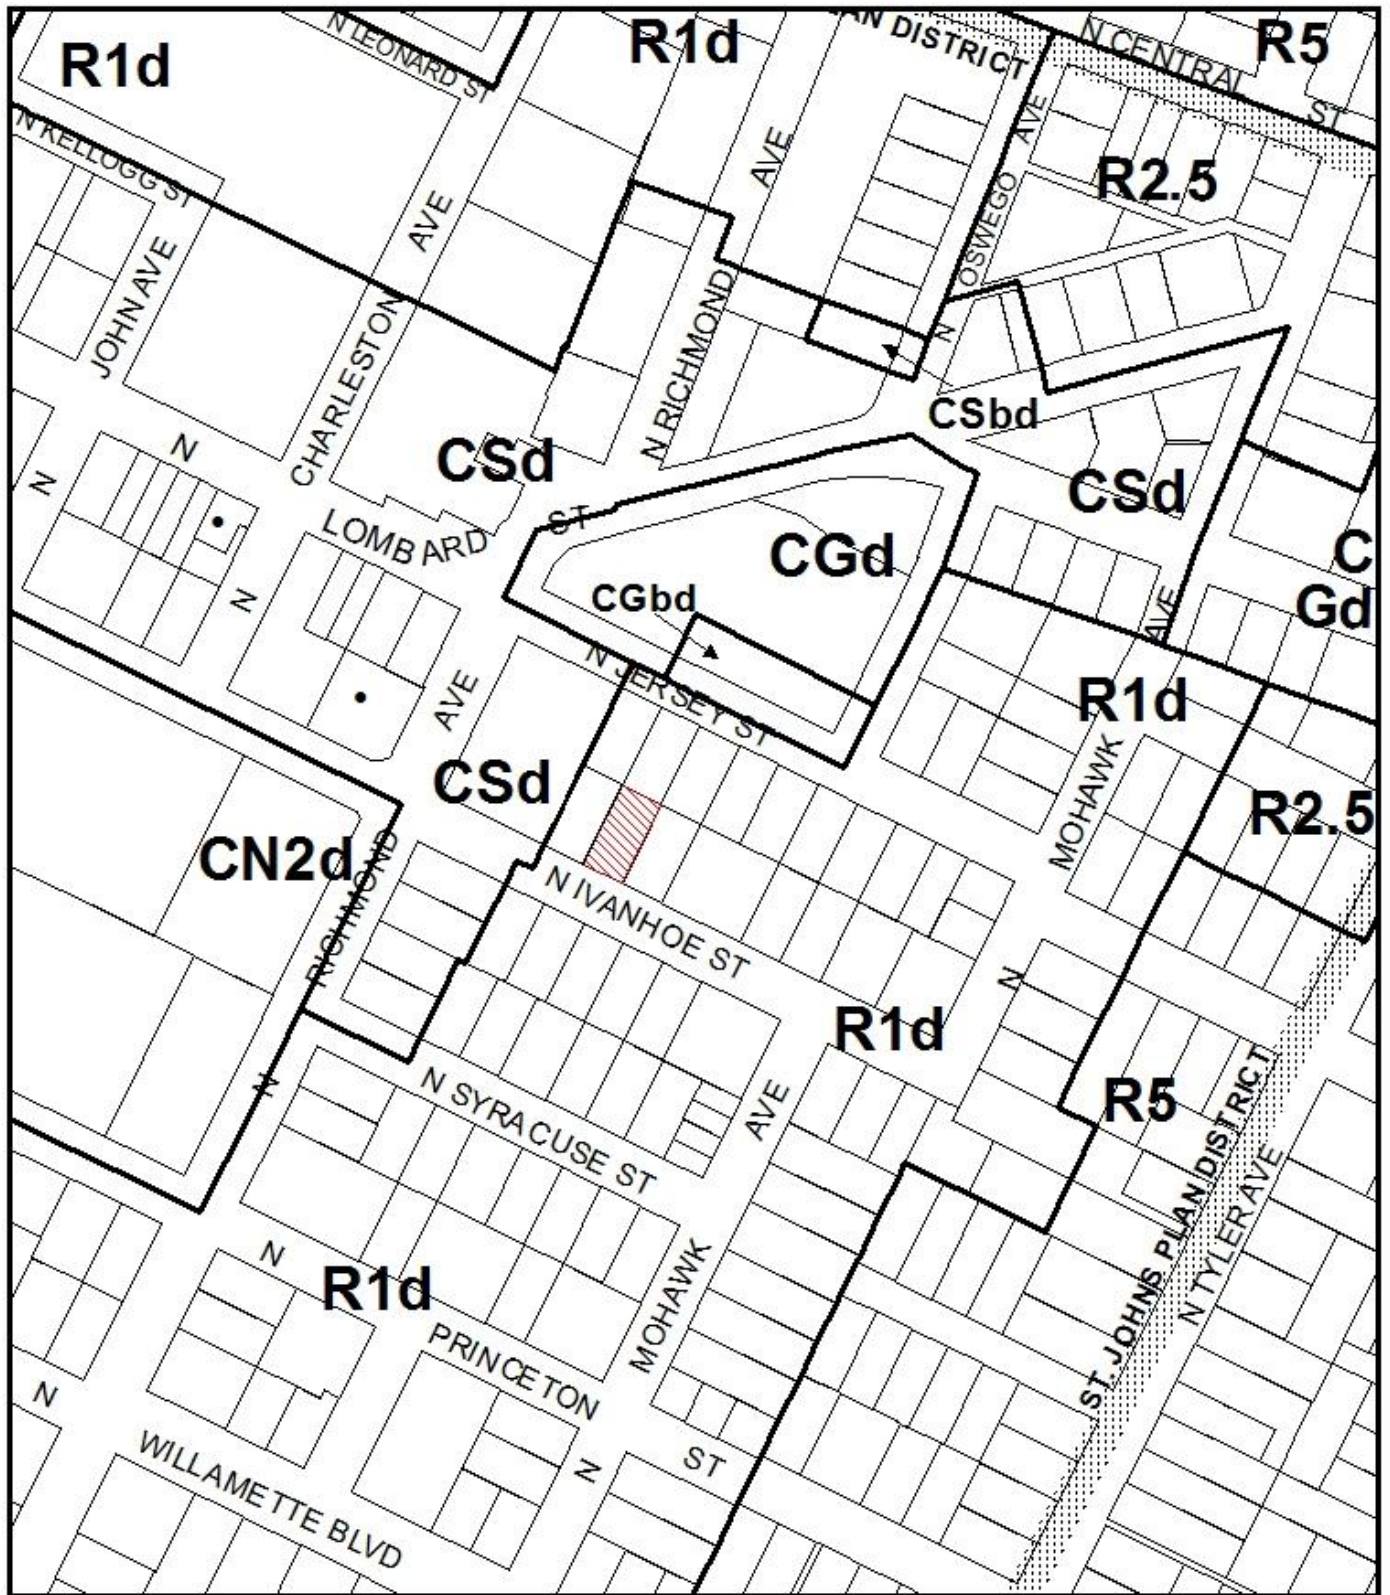 N LEONARD ST
R1d
R1d
AN DISTRICT
N CENTRAL
ST
R5
N KELLOGG ST
AVE
AVE
AVE
R2.5
OSWEGO
N
JOHN AVE
N
N
CHARLESTON
N RICHMOND
CSbd
CSd
CSd
LOMBARD
ST
CGd
CGbd
C
Gd
N
AVE
AVE
N JERSEY ST
R1d
CSd
MOHAWK
R2.5
CN2d
RICHMOND
N
N IVANHOE ST
N
R1d
R5
N SYRACUSE ST
AVE
ST. JOHNS PLAN DISTRICT
N TYLER AVE
N
R1d
MOHAWK
N
PRINCETON
ST
N
WILLAMETTE BLVD